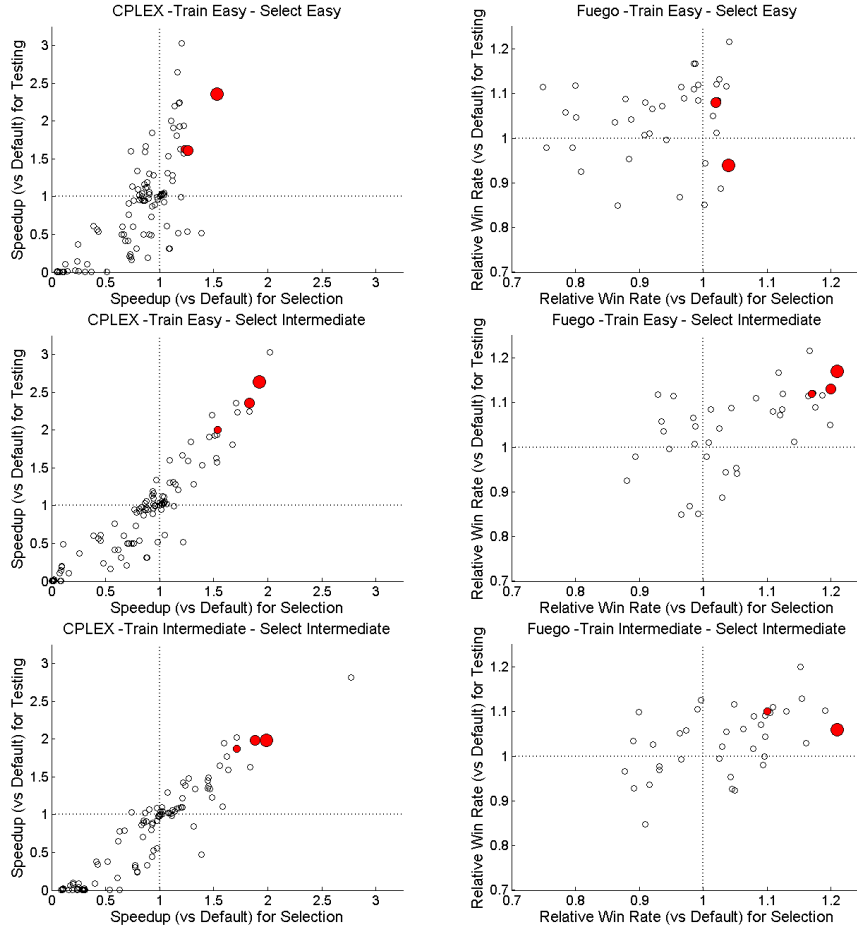 CPLEX -Train Easy - Select Easy
Speedup (vs Default) for Testing
3
2.5
2
1.5
1
0.5
0
0 0.5 1 1.5 2 2.5 3
Speedup (vs Default) for Selection
Fuego -Train Easy - Select Easy
Relative Win Rate (vs Default) for Testing
1.2
1.1
1
0.9
0.8
0.7
0.7 0.8 0.9 1 1.1 1.2
Relative Win Rate (vs Default) for Selection
CPLEX -Train Easy - Select Intermediate
Speedup (vs Default) for Testing
3
2.5
2
1.5
1
0.5
0
0 0.5 1 1.5 2 2.5 3
Speedup (vs Default) for Selection
Fuego -Train Easy - Select Intermediate
Relative Win Rate (vs Default) for Testing
1.2
1.1
1
0.9
0.8
0.7
0.7 0.8 0.9 1 1.1 1.2
Relative Win Rate (vs Default) for Selection
CPLEX -Train Intermediate - Select Intermediate
Speedup (vs Default) for Testing
3
2.5
2
1.5
1
0.5
0
0 0.5 1 1.5 2 2.5 3
Speedup (vs Default) for Selection
Fuego -Train Intermediate - Select Intermediate
Relative Win Rate (vs Default) for Testing
1.2
1.1
1
0.9
0.8
0.7
0.7 0.8 0.9 1 1.1 1.2
Relative Win Rate (vs Default) for Selection